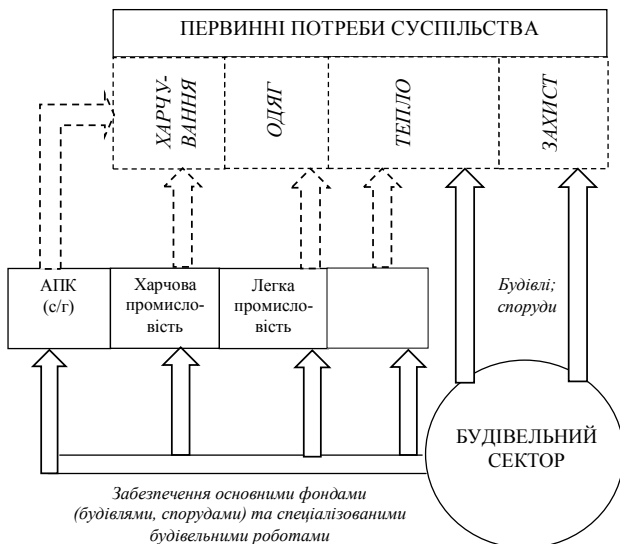 ПЕРВИННІ ПОТРЕБИ СУСПІЛЬСТВА
ХАРЧУ-
ВАННЯ
ОДЯГ
ТЕПЛО
ЗАХИСТ
АПК
(с/г)
Харчова
промисло-
вість
Легка
промисло-
вість
Будівлі;
споруди
БУДІВЕЛЬНИЙ
СЕКТОР
Забезпечення основними фондами
(будівлями, спорудами) та спеціалізованими
будівельними роботами